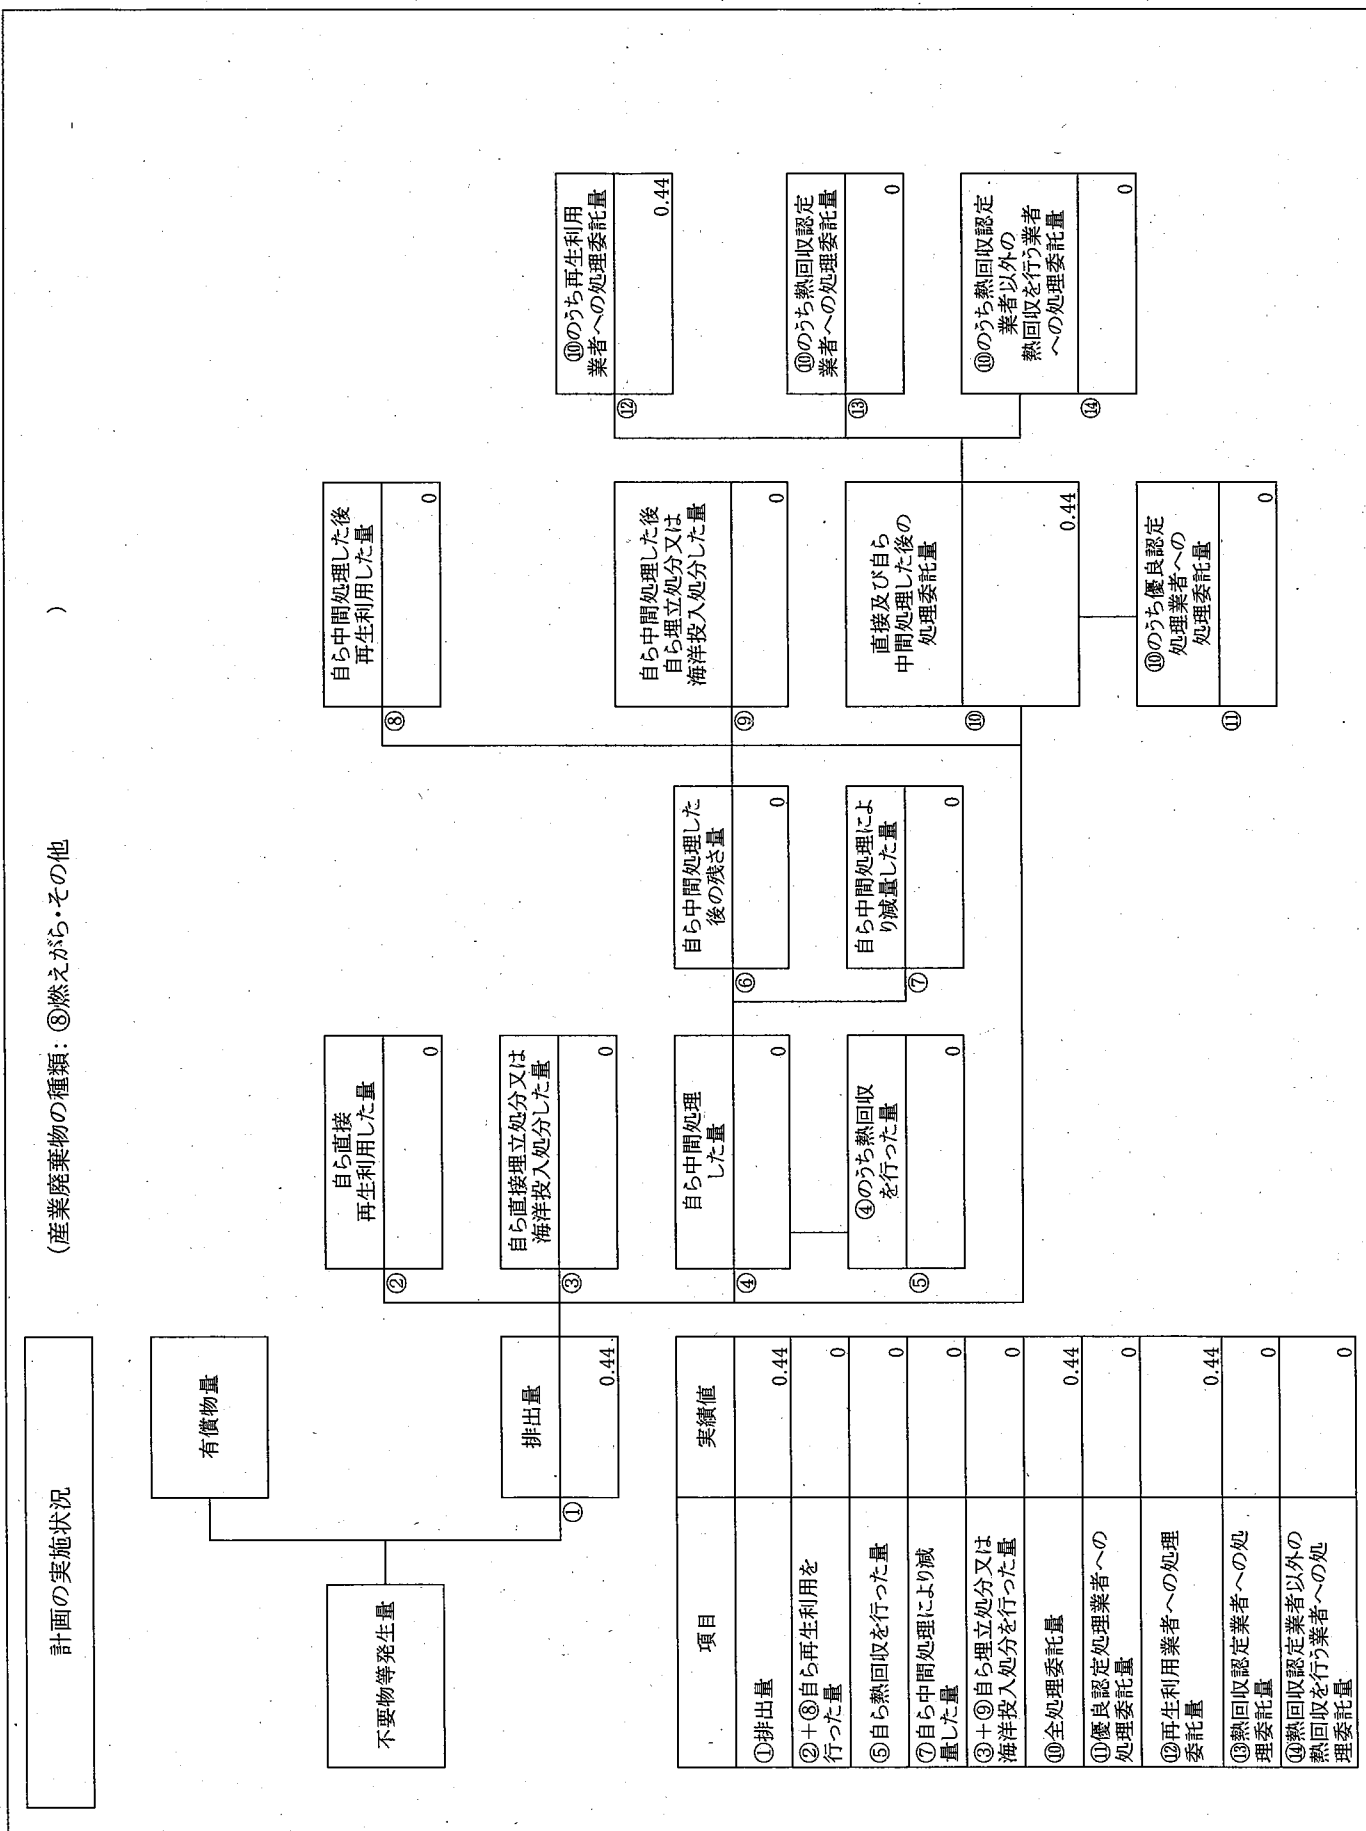 計画の実施状況
(産業廃棄物の種類：⑧燃えがら・その他
)
不要物等発生量
有償物量
①
排出量
0.44
②
自ら直接
再生利用した量
0
③
自ら直接埋立処分又は
海洋投入処分した量
0
④
自ら中間処理
した量
0
⑤
④のうち熱回収
を行った量
0
⑥
自ら中間処理した
後の残さ量
0
⑦
自ら中間処理によ
り減量した量
0
⑧
自ら中間処理した後
再生利用した量
0
⑨
自ら中間処理した後
自ら埋立処分又は
海洋投入処分した量
0
⑩
直接及び自ら
中間処理した後の
処理委託量
0.44
⑪
⑩のうち優良認定
処理業者への
処理委託量
0
⑫
⑩のうち再生利用
業者への処理委託量
0.44
⑬
⑩のうち熱回収認定
業者への処理委託量
0
⑭
⑩のうち熱回収認定
業者以外の
熱回収を行う業者
への処理委託量
0
項目
実績値
①排出量
0.44
②＋⑧自ら再生利用を
行った量
0
⑤自ら熱回収を行った量
0
⑦自ら中間処理により減
量した量
0
③＋⑨自ら埋立処分又は
海洋投入処分を行った量
0
⑩全処理委託量
0.44
⑪優良認定処理業者への
処理委託量
0
⑫再生利用業者への処理
委託量
0.44
⑬熱回収認定業者への処
理委託量
0
⑭熱回収認定業者以外の
熱回収を行う業者への処
理委託量
0